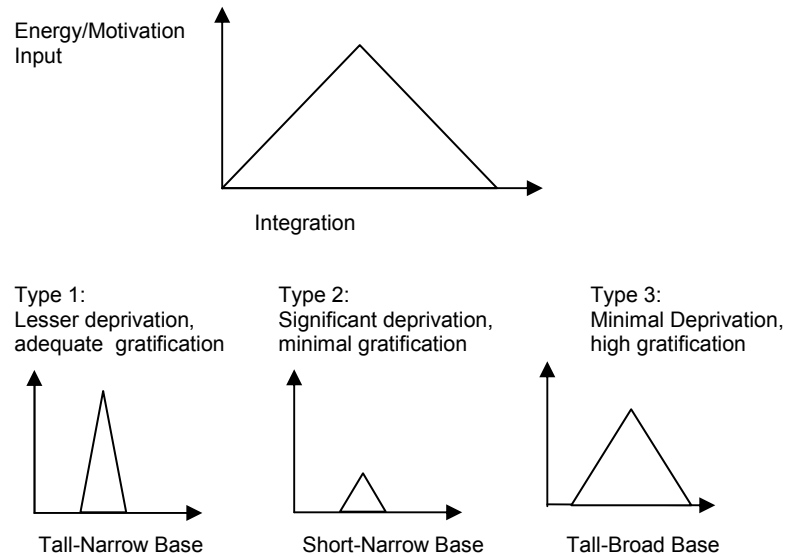 Energy/Motivation
Input
Integration
Type 1:
Lesser deprivation,
adequate gratification
Type 2:
Significant deprivation,
minimal gratification
Type 3:
Minimal Deprivation,
high gratification
Tall-Narrow Base
Short-Narrow Base
Tall-Broad Base